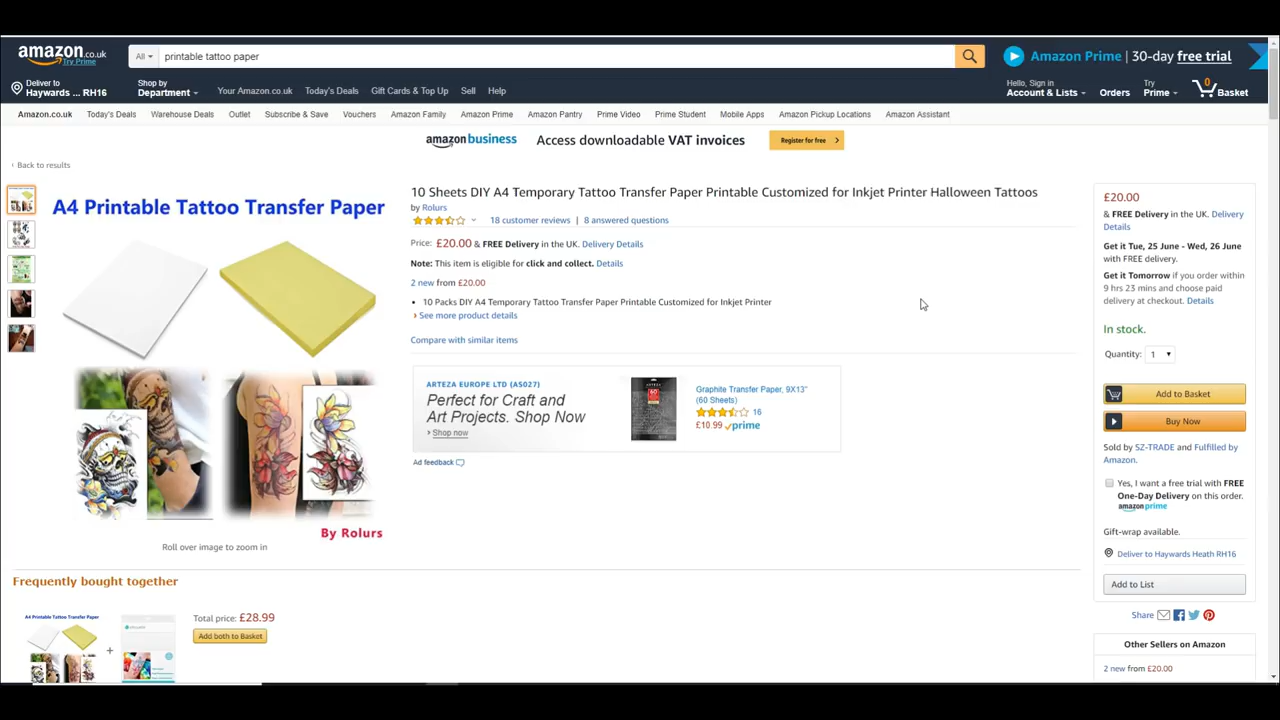 amazon.co.uk
Try Prime
All
printable tattoo paper
Amazon Prime | 30-day free trial
Deliver to
Haywards ... RH16
Shop by
Department
Your Amazon.co.uk
Today's Deals
Gift Cards & Top Up
Sell
Help
Hello, Sign in
Account & Lists
Orders
Try
Prime
0
Basket
Amazon.co.uk
Today's Deals
Warehouse Deals
Outlet
Subscribe & Save
Vouchers
Amazon Family
Amazon Prime
Amazon Pantry
Prime Video
Prime Student
Mobile Apps
Amazon Pickup Locations
Amazon Assistant
amazon business
Access downloadable VAT invoices
Register for free
‹ Back to results
A4 Printable Tattoo Transfer Paper
By Rolurs
Roll over image to zoom in
10 Sheets DIY A4 Temporary Tattoo Transfer Paper Printable Customized for Inkjet Printer Halloween Tattoos
by Rolurs
18 customer reviews | 8 answered questions
Price: £20.00 & FREE Delivery in the UK. Delivery Details
Note: This item is eligible for click and collect. Details
2 new from £20.00
• 10 Packs DIY A4 Temporary Tattoo Transfer Paper Printable Customized for Inkjet Printer
› See more product details
Compare with similar items
ARTEZA EUROPE LTD (AS027)
Perfect for Craft and
Art Projects. Shop Now
› Shop now
Graphite Transfer Paper, 9X13"
(60 Sheets)
16
£10.99 prime
Ad feedback
£20.00
& FREE Delivery in the UK. Delivery
Details
Get it Tue, 25 June - Wed, 26 June
with FREE delivery.
Get it Tomorrow if you order within
9 hrs 23 mins and choose paid
delivery at checkout. Details
In stock.
Quantity: 1
Add to Basket
Buy Now
Sold by SZ-TRADE and Fulfilled by
Amazon.
Yes, I want a free trial with FREE
One-Day Delivery on this order.
amazon prime
Gift-wrap available.
Deliver to Haywards Heath RH16
Add to List
Share
Other Sellers on Amazon
2 new from £20.00
Frequently bought together
A4 Printable Tattoo Transfer Paper
+
Total price: £28.99
Add both to Basket